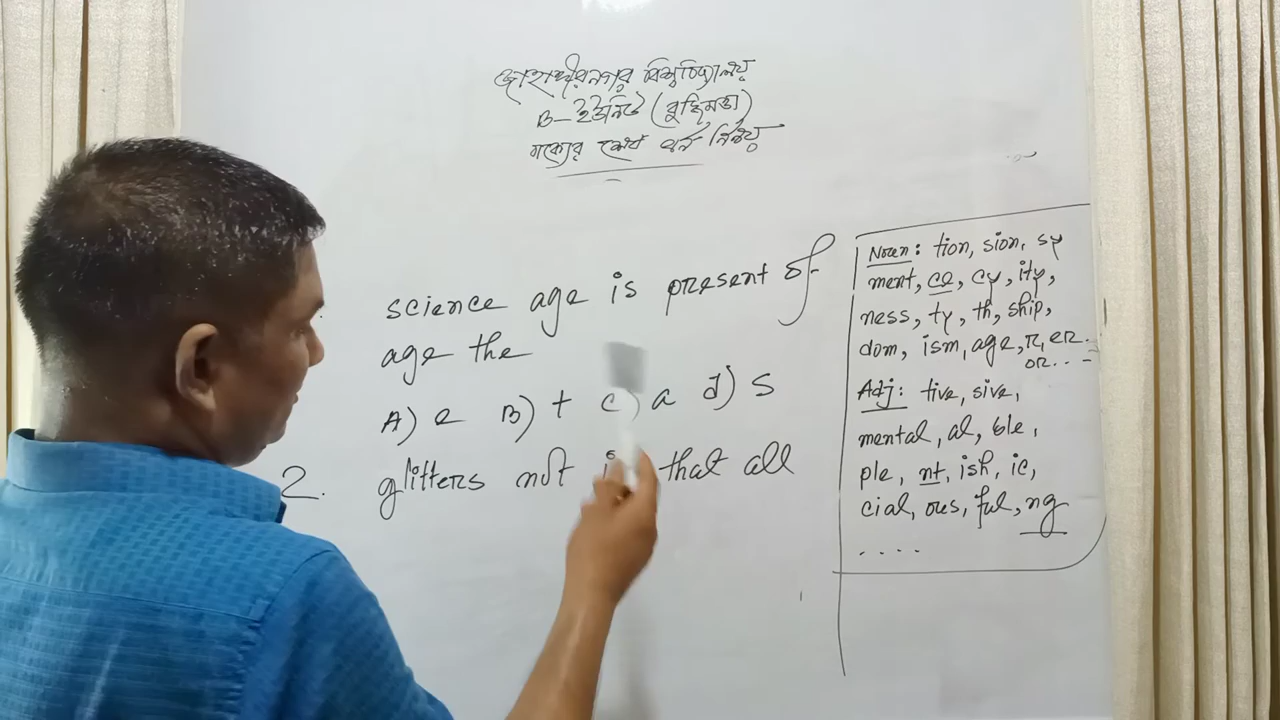 জাহাঙ্গীরনগর বিশ্ববিদ্যালয়
B-ইউনিট (বুদ্ধিমত্তা)
বাক্যের শেষ বর্ণ নির্ণয়
science age is present of
age the
A) e B) t c) a d) s
2. glitters not is that all
Noun: tion, sion, sy
ment, ce, cy, ity,
ness, ty, th, ship,
dom, ism, age, r, er.
or...
Adj: tive, sive,
mental, al, ble,
ple, nt, ish, ic,
cial, ous, ful, ng
....